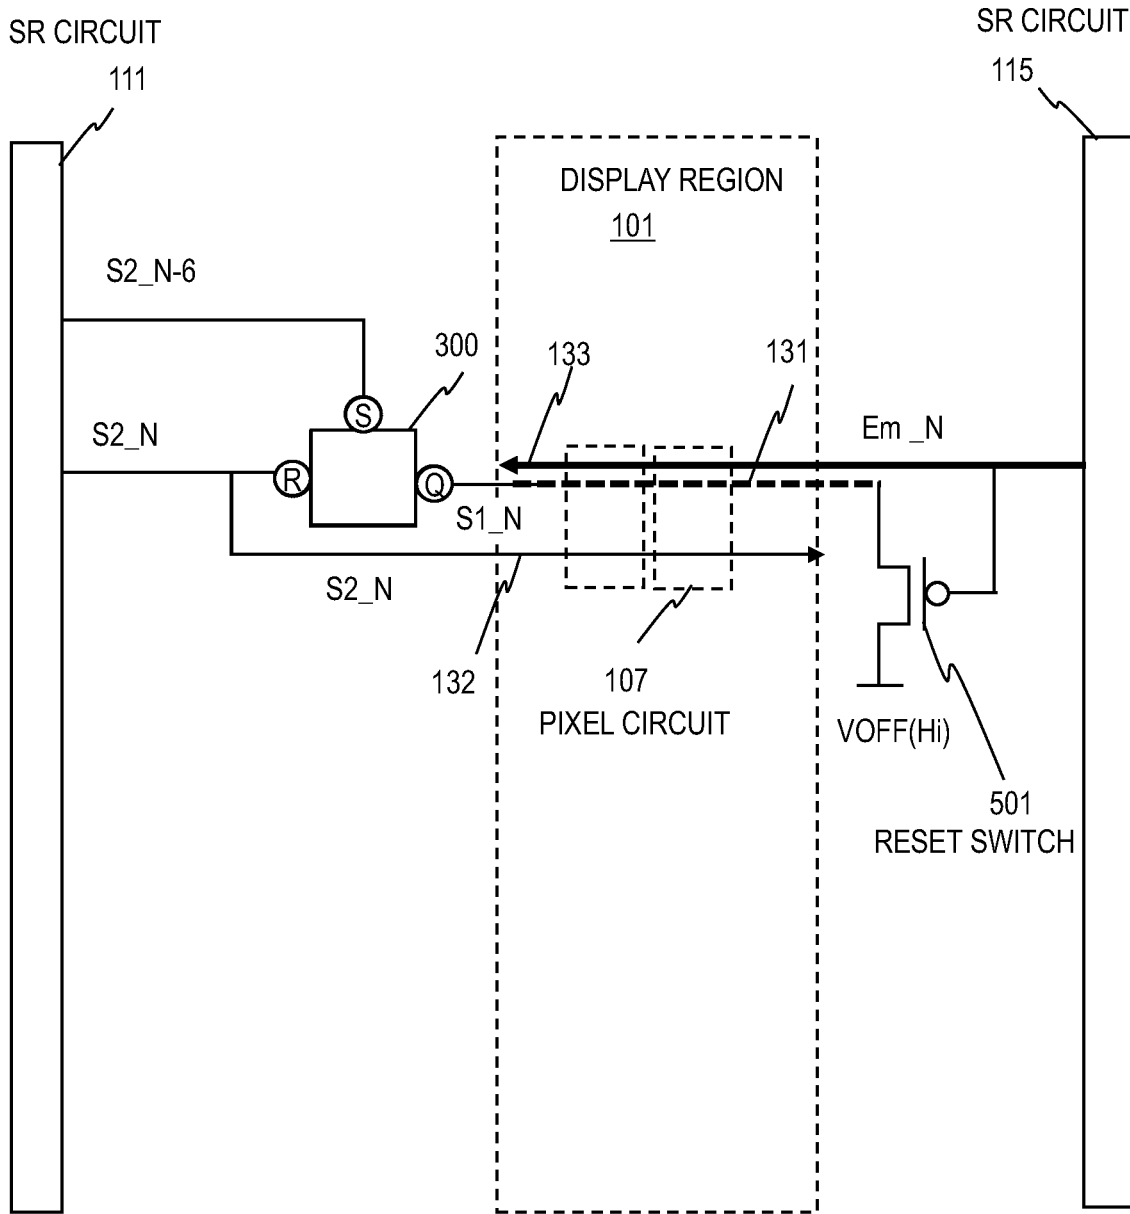 SR CIRCUIT
111
SR CIRCUIT
115
DISPLAY REGION
101
S2_N-6
300
133
131
S
S2_N
Em _N
R
Q
S1_N
S2_N
132
107
PIXEL CIRCUIT
VOFF(Hi)
501
RESET SWITCH